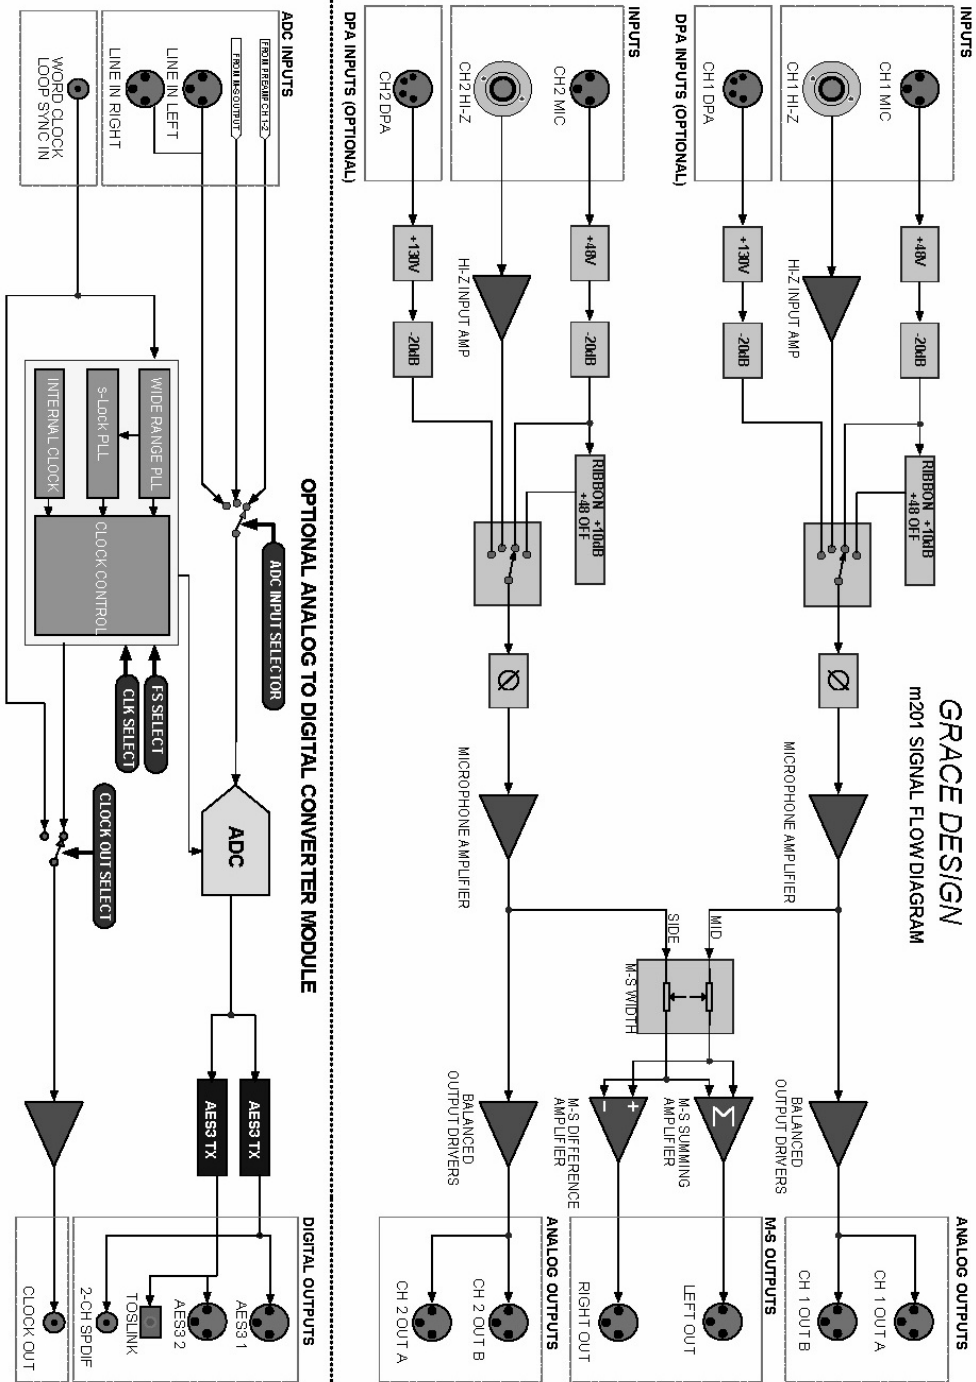 GRACE DESIGN
m201 SIGNAL FLOW DIAGRAM
INPUTS
CH1 MIC
CH1 HI-Z
CH1 DPA
DPA INPUTS (OPTIONAL)
+48V
-20dB
HI-Z INPUT AMP
+130V
-20dB
RIBBON +10dB
+48 OFF
Ø
MICROPHONE AMPLIFIER
BALANCED
OUTPUT DRIVERS
ANALOG OUTPUTS
CH 1 OUT A
CH 1 OUT B
MID
SIDE
M-S WIDTH
Σ
M-S SUMMING
AMPLIFIER
+
-
M-S DIFFERENCE
AMPLIFIER
M-S OUTPUTS
LEFT OUT
RIGHT OUT
INPUTS
CH2 MIC
CH2 HI-Z
CH2 DPA
DPA INPUTS (OPTIONAL)
+48V
-20dB
HI-Z INPUT AMP
+130V
-20dB
RIBBON +10dB
+48 OFF
Ø
MICROPHONE AMPLIFIER
BALANCED
OUTPUT DRIVERS
ANALOG OUTPUTS
CH 2 OUT B
CH 2 OUT A
OPTIONAL ANALOG TO DIGITAL CONVERTER MODULE
ADC INPUTS
FROM PREAMP CH 1-2
FROM M-S OUTPUT
LINE IN LEFT
LINE IN RIGHT
WORD CLOCK
LOOP SYNC IN
ADC INPUT SELECTOR
WIDE RANGE PLL
s-Lock PLL
INTERNAL CLOCK
CLOCK CONTROL
FS SELECT
CLK SELECT
ADC
CLOCK OUT SELECT
AES3 TX
AES3 TX
DIGITAL OUTPUTS
AES3 1
AES3 2
TOSLINK
2-CH SPDIF
CLOCK OUT